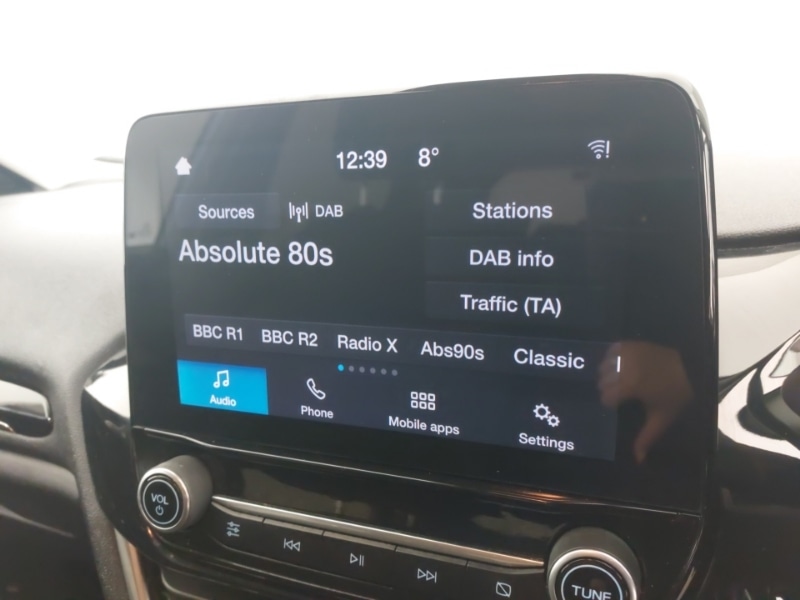 12:39 8°
Sources DAB
Stations
Absolute 80s
DAB info
Traffic (TA)
BBC R1 BBC R2 Radio X Abs90s Classic
Audio Phone Mobile apps Settings
VOL
TUNE